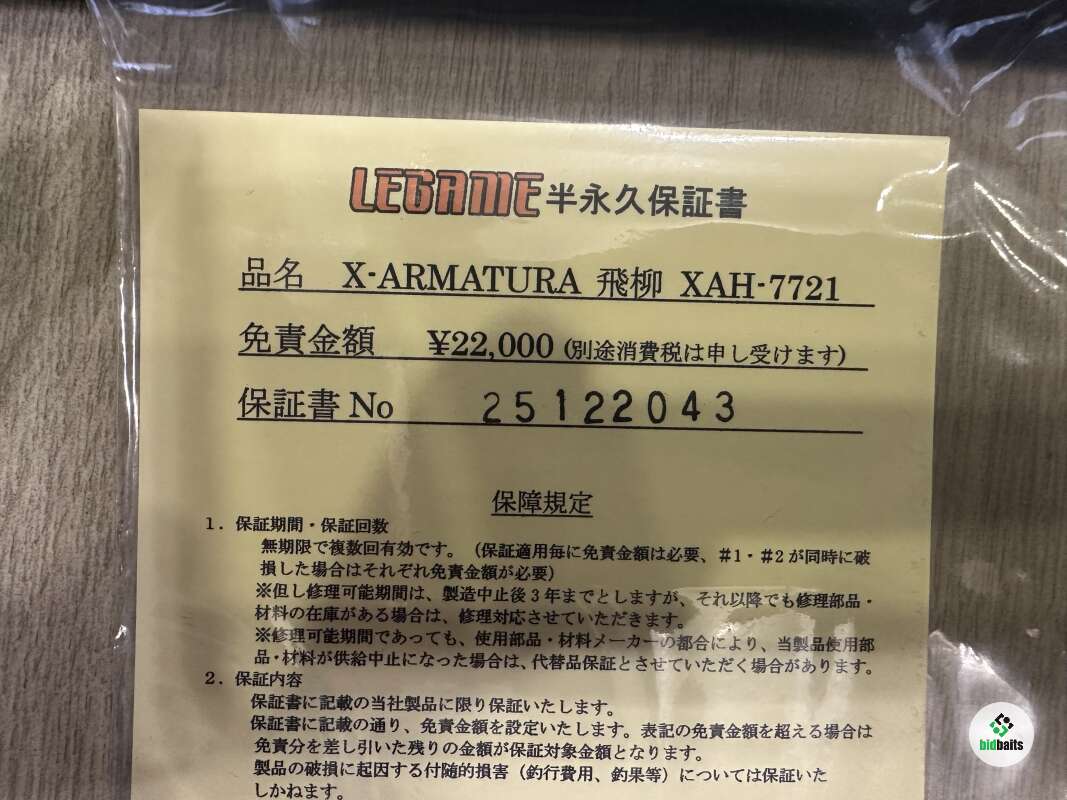 LEGAME 半永久保証書
品名 X-ARMATURA 飛柳 XAH-7721
免責金額 ¥22,000 (別途消費税は申し受けます)
保証書 No 25122043
保障規定
1．保証期間・保証回数
無期限で複数回有効です。（保証適用毎に免責金額は必要、＃1・＃2が同時に破
損した場合はそれぞれ免責金額が必要）
※但し修理可能期間は、製造中止後3年までとしますが、それ以降でも修理部品・
材料の在庫がある場合は、修理対応させていただきます。
※修理可能期間であっても、使用部品・材料メーカーの都合により、当製品使用部
品・材料が供給中止になった場合は、代替品保証とさせていただく場合があります。
2．保証内容
保証書に記載の当社製品に限り保証いたします。
保証書に記載の通り、免責金額を設定いたします。表記の免責金額を超える場合は
免責分を差し引いた残りの金額が保証対象金額となります。
製品の破損に起因する付随的損害（釣行費用、釣果等）については保証いた
しかねます。
bidbaits